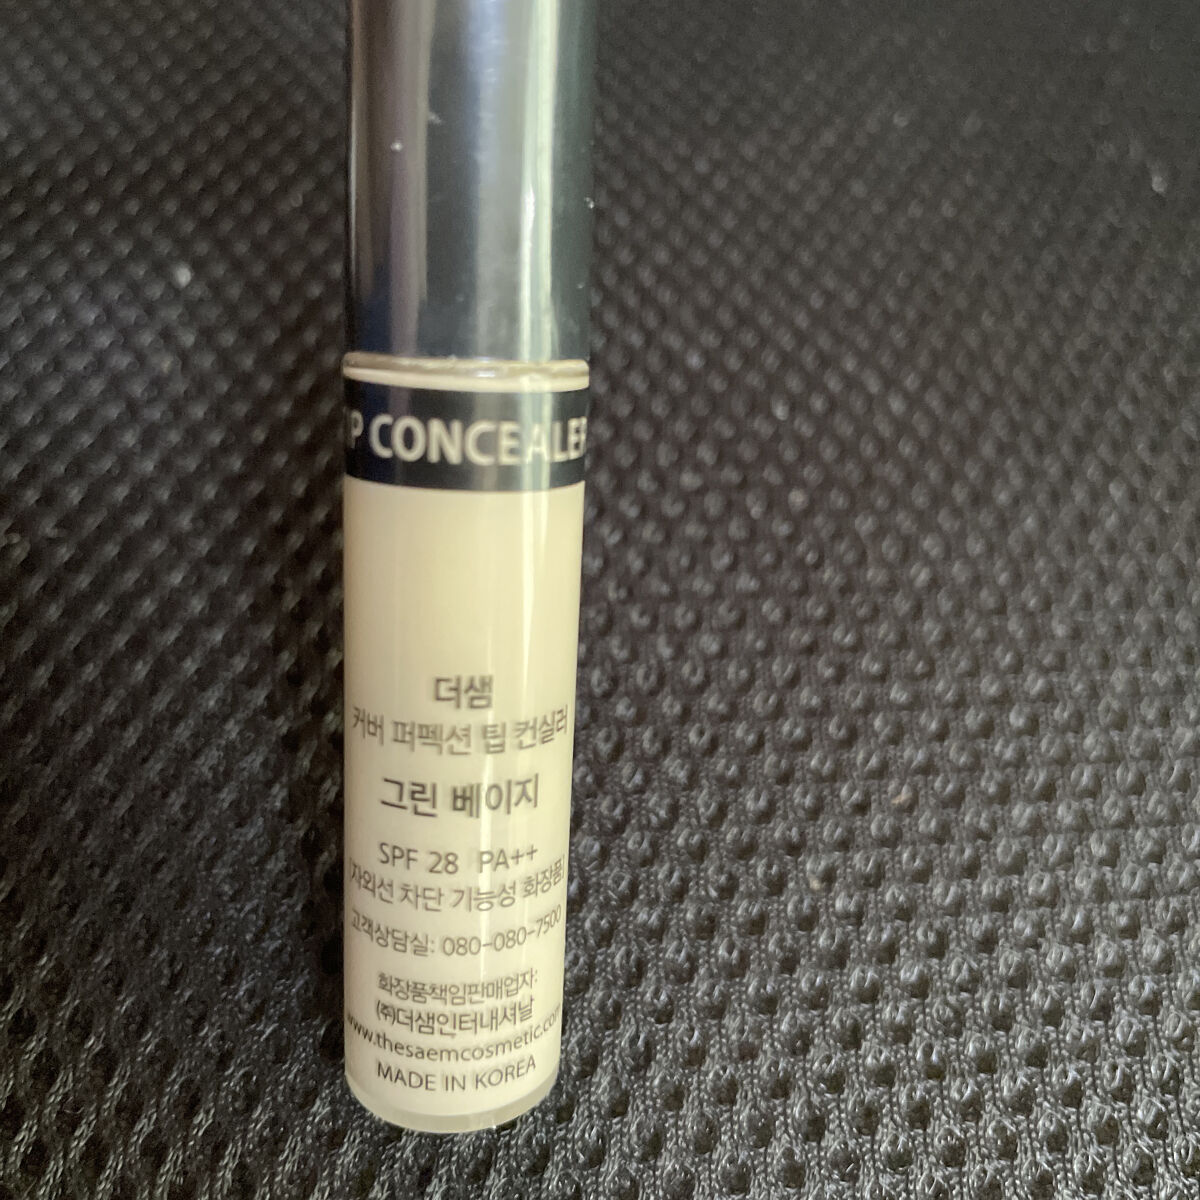 TIP CONCEALER
더샘
커버 퍼펙션 팁 컨실러
그린 베이지
SPF 28 PA++
(자외선 차단 기능성 화장품)
고객상담실: 080-080-7500
화장품책임판매업자:
(주)더샘인터내셔날
www.thesaemcosmetic.com
MADE IN KOREA